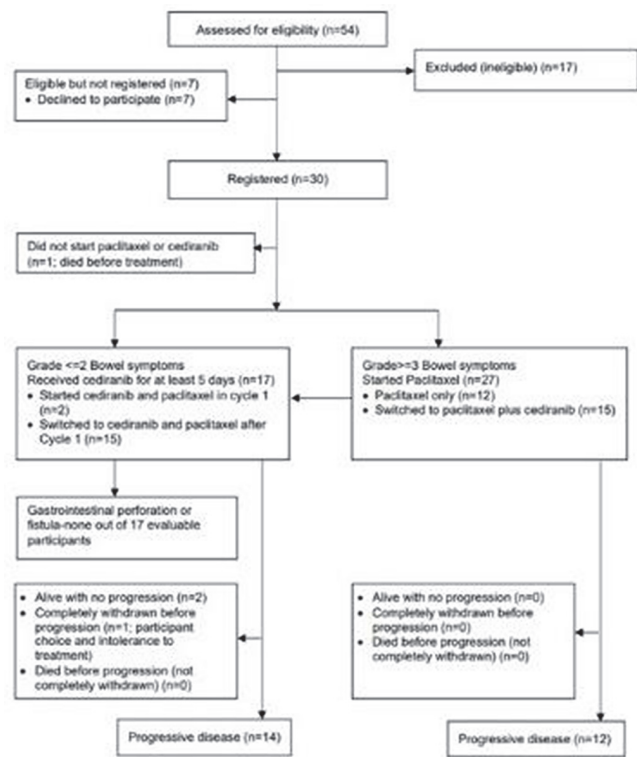 Assessed for eligibility (n=54)
Excluded (ineligible) (n=17)
Eligible but not registered (n=7)
• Declined to participate (n=7)
Registered (n=30)
Did not start paclitaxel or cediranib
(n=1; died before treatment)
Grade <=2 Bowel symptoms
Received cediranib for at least 5 days (n=17)
• Started cediranib and paclitaxel in cycle 1
(n=2)
• Switched to cediranib and paclitaxel after
Cycle 1 (n=15)
Grade>=3 Bowel symptoms
Started Paclitaxel (n=27)
• Paclitaxel only (n=12)
• Switched to paclitaxel plus cediranib (n=15)
Gastrointestinal perforation or
fistula-none out of 17 evaluable
participants
• Alive with no progression (n=2)
• Completely withdrawn before
progression (n=1; participant
choice and intolerance to
treatment)
• Died before progression (not
completely withdrawn) (n=0)
• Alive with no progression (n=0)
• Completely withdrawn before
progression (n=0)
• Died before progression (not
completely withdrawn) (n=0)
Progressive disease (n=14)
Progressive disease (n=12)